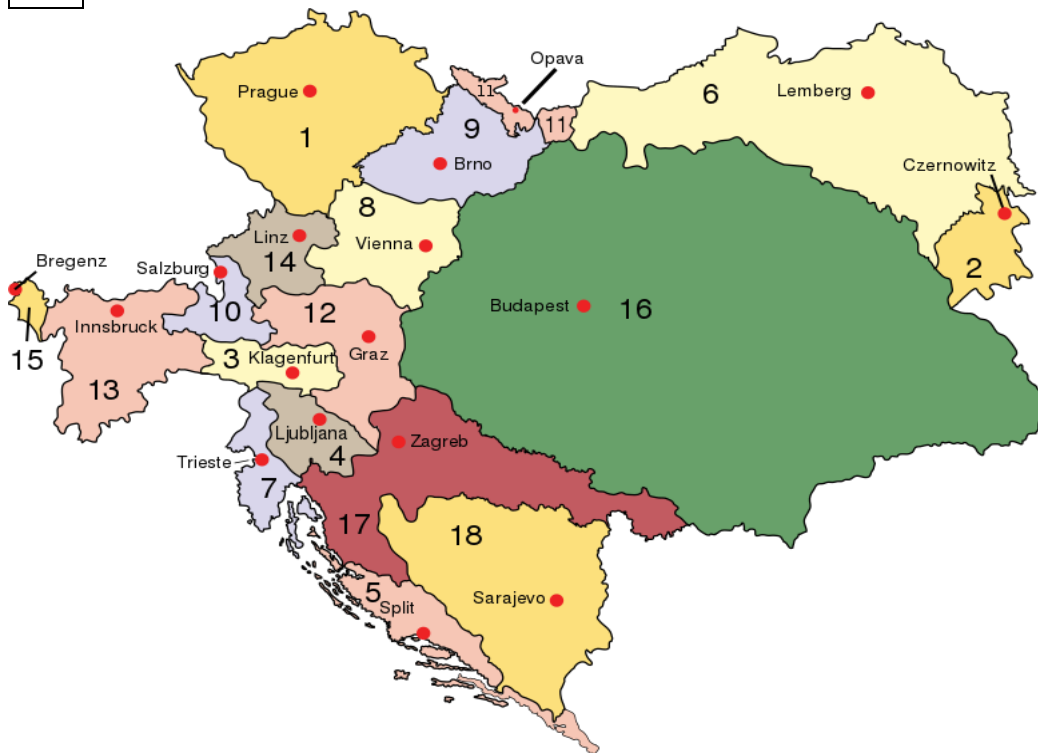 Opava
11
6
Prague
Lemberg
1
9
11
Brno
Czernowitz
8
Linz
Vienna
Bregenz
Salzburg
14
2
10
12
Budapest
16
Innsbruck
15
3
Klagenfurt
Graz
13
Ljubljana
Zagreb
4
Trieste
7
17
18
5
Split
Sarajevo